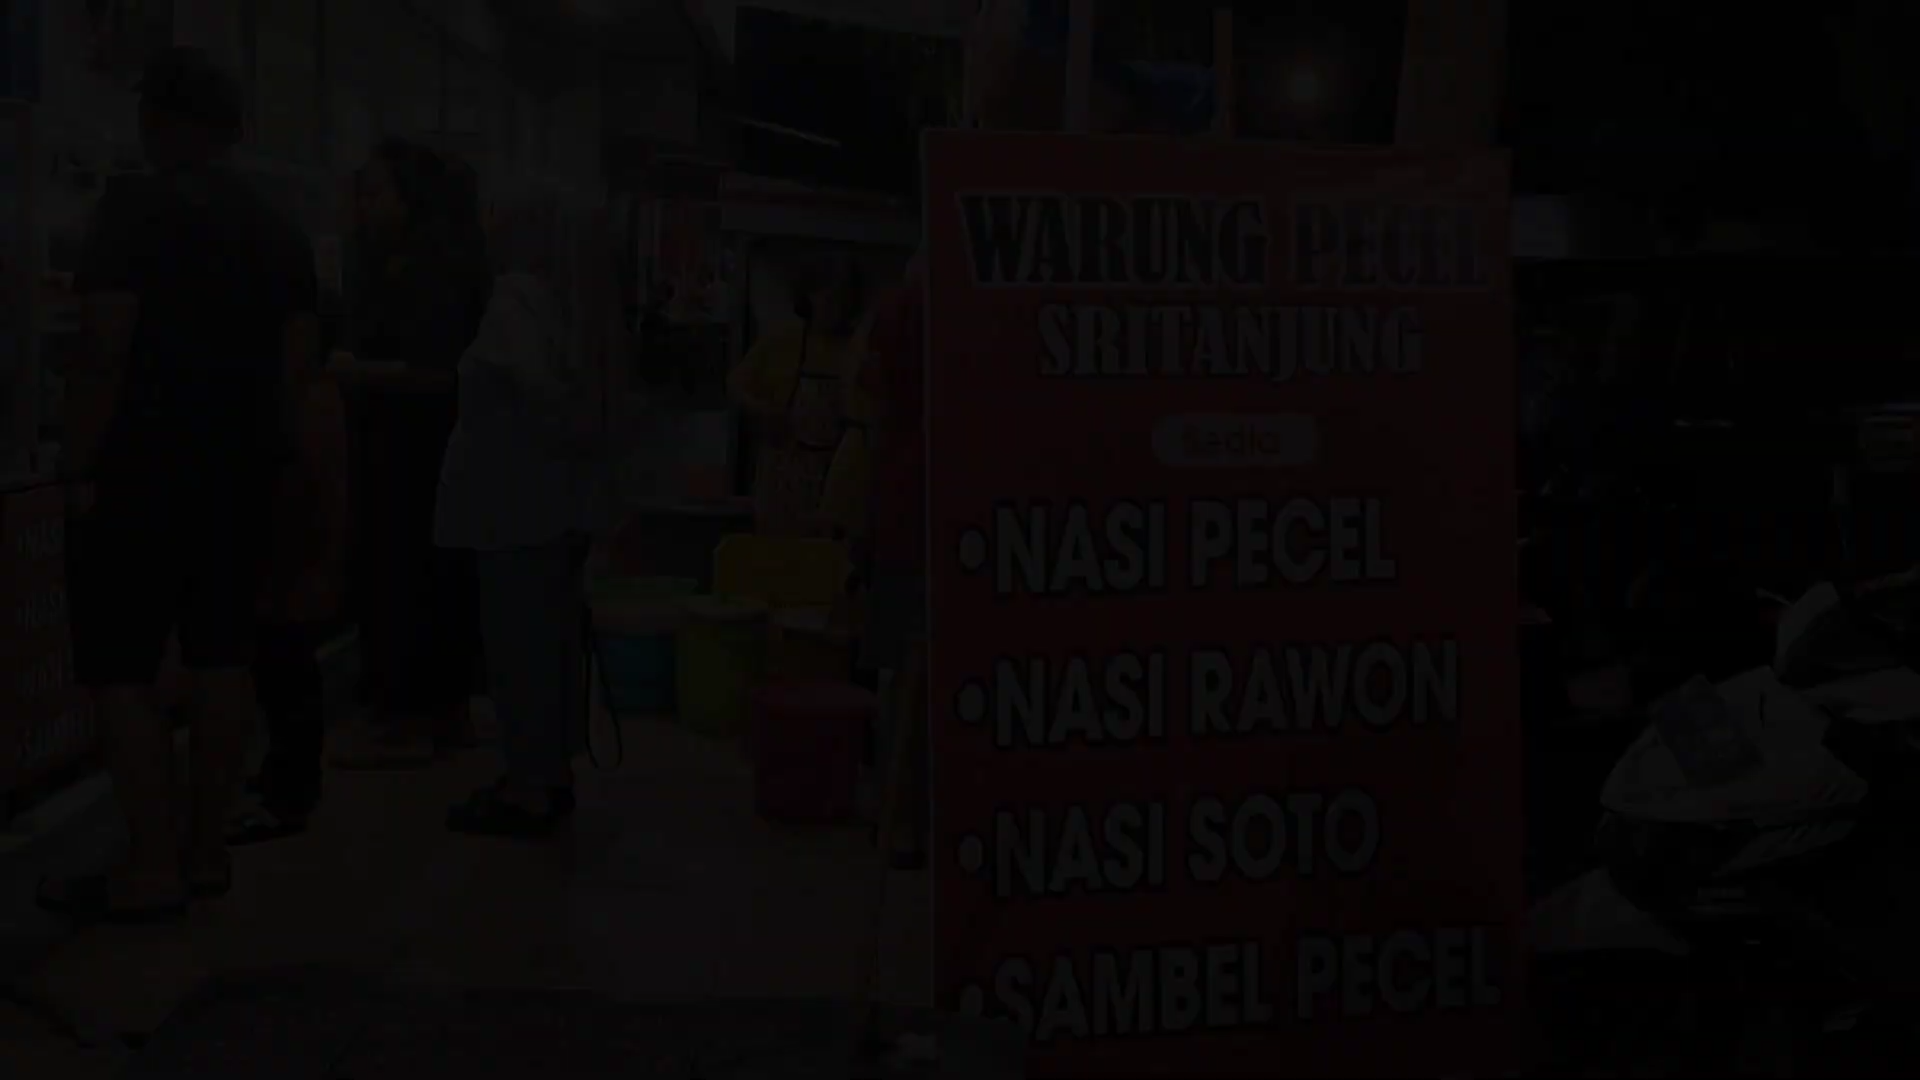 WARUNG PECEL
SRITANJUNG
Sedia
•NASI PECEL
•NASI RAWON
•NASI SOTO
•SAMBEL PECEL